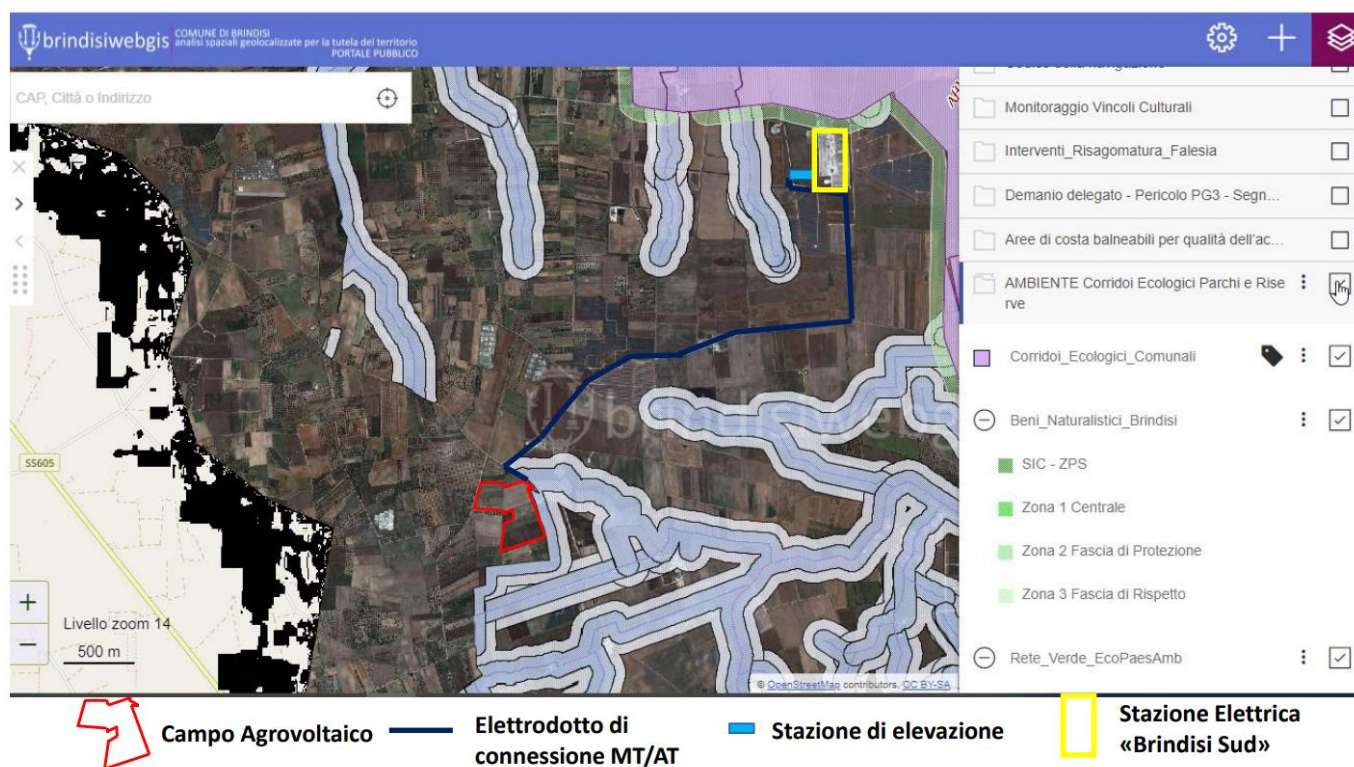 brindisiwebgis
COMUNE DI BRINDISI
analisi spaziali geolocalizzate per la tutela del territorio
PORTALE PUBBLICO
CAP, Città o Indirizzo
Monitoraggio Vincoli Culturali
Interventi_Risagomatura_Falesia
Demanio delegato - Pericolo PG3 - Segn...
Aree di costa balneabili per qualità dell'ac...
AMBIENTE Corridoi Ecologici Parchi e Rise
rve
Corridoi_Ecologici_Comunali
Beni_Naturalistici_Brindisi
SIC - ZPS
Zona 1 Centrale
Zona 2 Fascia di Protezione
Zona 3 Fascia di Rispetto
Rete_Verde_EcoPaesAmb
SS605
brindisiwebg
+
−
Livello zoom 14
500 m
© OpenStreetMap contributors, CC BY-SA
Campo Agrovoltaico
Elettrodotto di
connessione MT/AT
Stazione di elevazione
Stazione Elettrica
«Brindisi Sud»